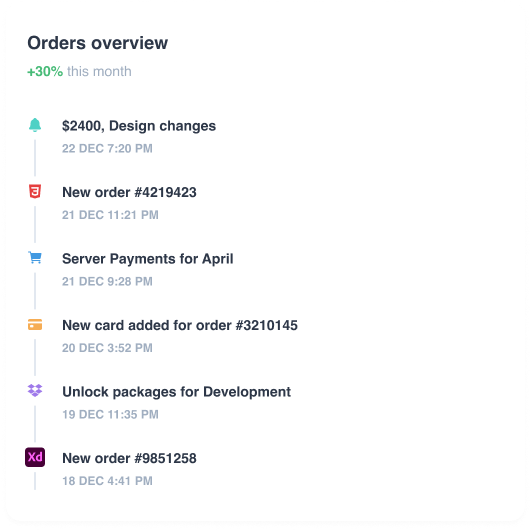 Orders overview
+30% this month
$2400, Design changes
22 DEC 7:20 PM
New order #4219423
21 DEC 11:21 PM
Server Payments for April
21 DEC 9:28 PM
New card added for order #3210145
20 DEC 3:52 PM
Unlock packages for Development
19 DEC 11:35 PM
Xd
New order #9851258
18 DEC 4:41 PM